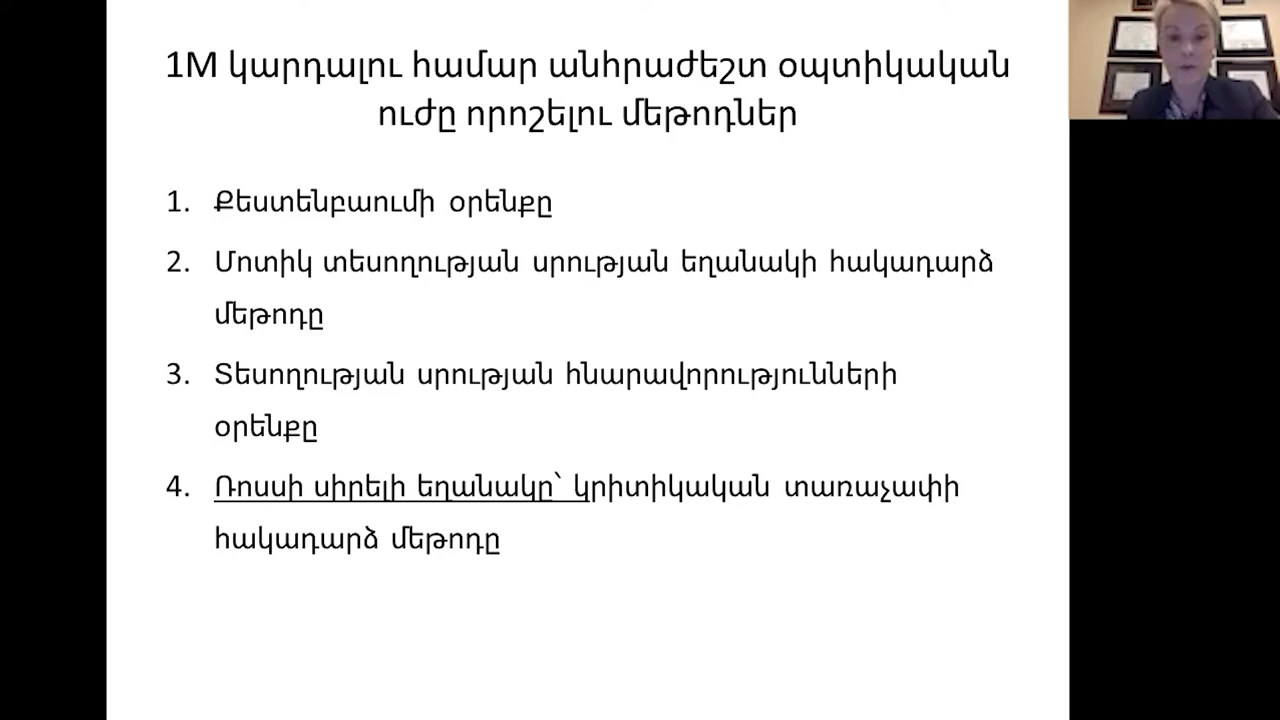 1M կարդալու համար անհրաժեշտ օպտիկական
ուժը որոշելու մեթոդներ
1. Քեստենբաումի օրենքը
2. Մոտիկ տեսողության սրության եղանակի հակադարձ
մեթոդը
3. Տեսողության սրության հնարավորությունների
օրենքը
4. Ռոսսի սիրելի եղանակը՝ կրիտիկական տառաչափի
հակադարձ մեթոդը